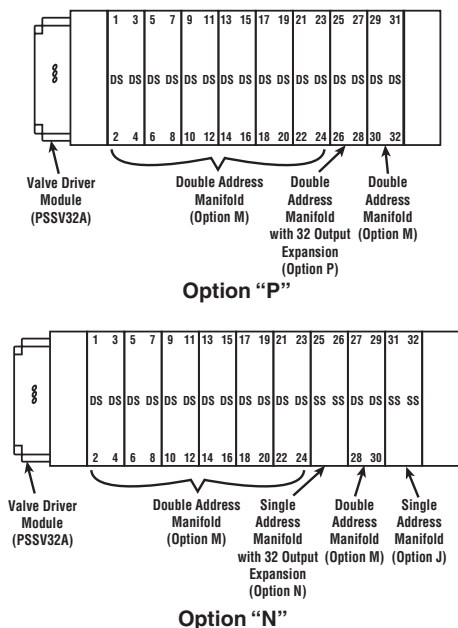 1 3 5 7 9 11 13 15 17 19 21 23 25 27 29 31
DS DS DS DS DS DS DS DS DS DS DS DS DS DS DS DS
2 4 6 8 10 12 14 16 18 20 22 24 26 28 30 32
Valve Driver
Module
(PSSV32A)
Double Address
Manifold
(Option M)
Double
Address
Manifold
with 32 Output
Expansion
(Option P)
Double
Address
Manifold
(Option M)
Option “P”
1 3 5 7 9 11 13 15 17 19 21 23 25 26 27 29 31 32
DS DS DS DS DS DS DS DS DS DS DS DS SS SS DS DS SS SS
2 4 6 8 10 12 14 16 18 20 22 24 28 30
Valve Driver
Module
(PSSV32A)
Double Address
Manifold
(Option M)
Single
Address
Manifold
with 32 Output
Expansion
(Option N)
Double
Address
Manifold
(Option M)
Single
Address
Manifold
(Option J)
Option “N”